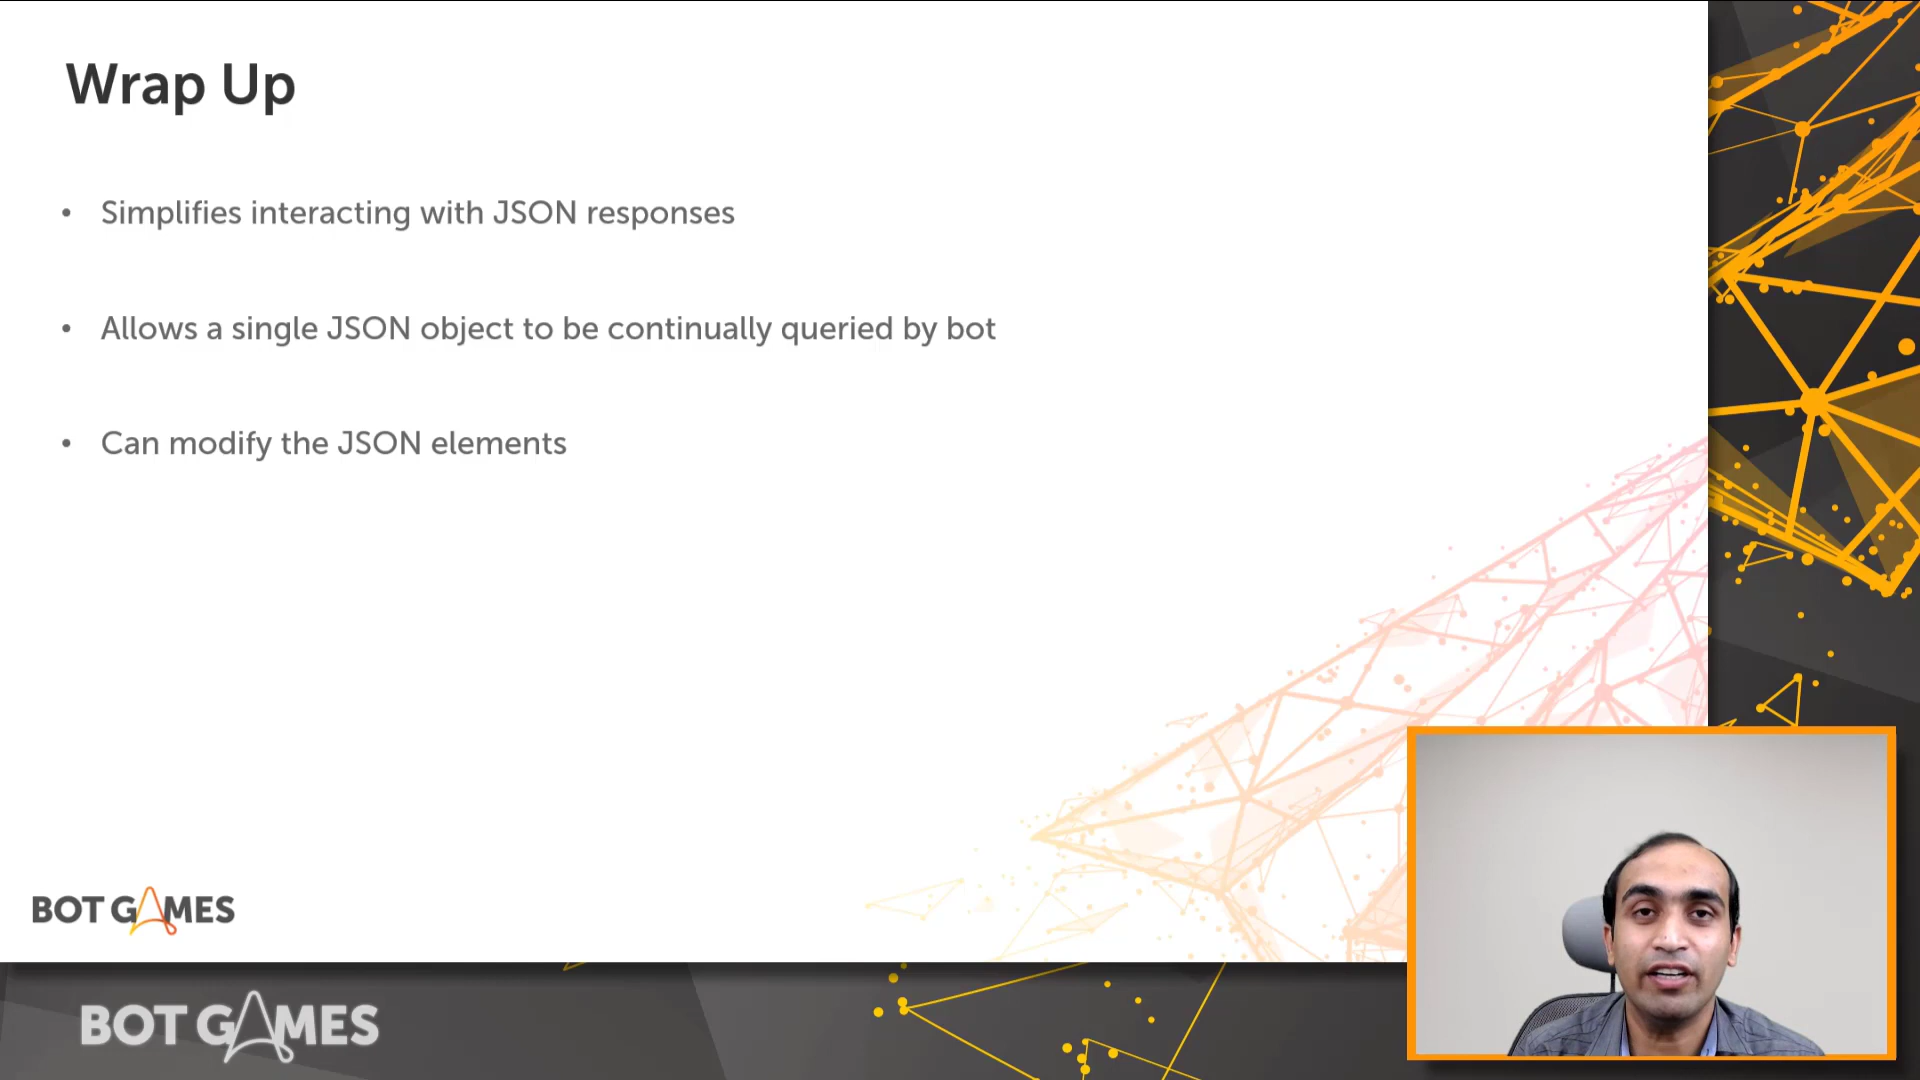 Wrap Up
• Simplifies interacting with JSON responses
• Allows a single JSON object to be continually queried by bot
• Can modify the JSON elements
BOT GAMES
BOT GAMES